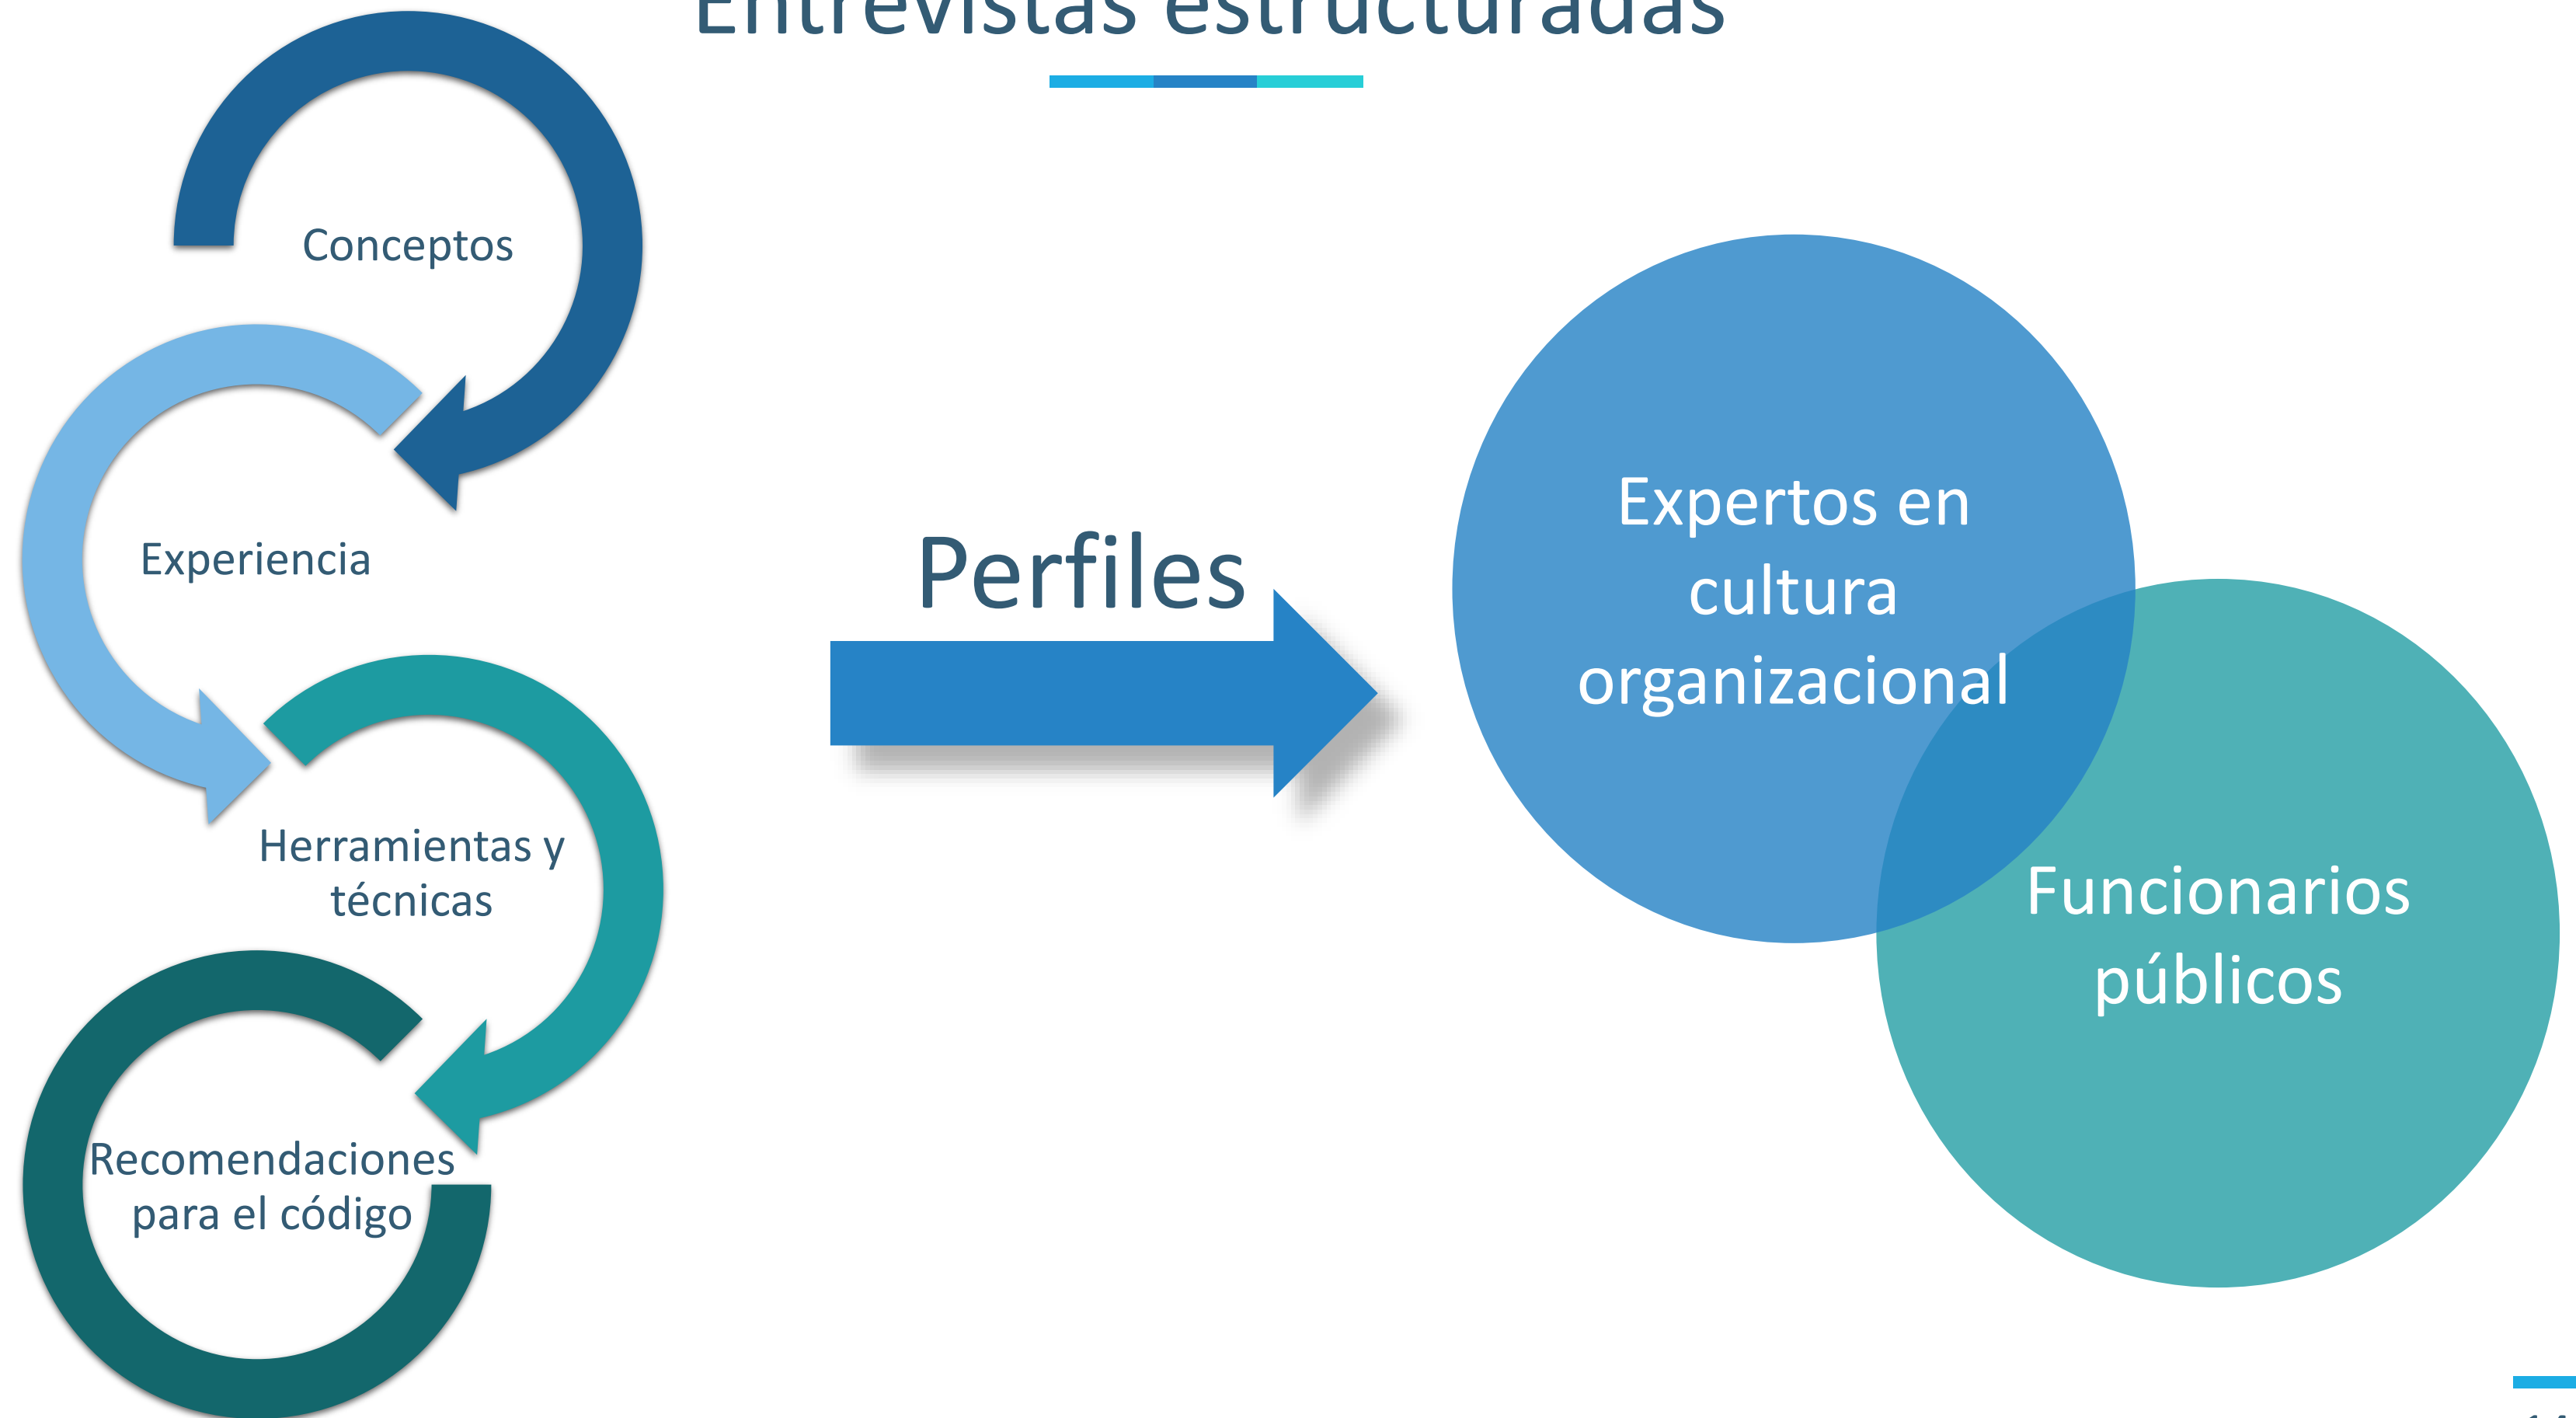 Entrevistas estructuradas
Conceptos
Experiencia
Herramientas y
técnicas
Recomendaciones
para el código
Perfiles
Expertos en
cultura
organizacional
Funcionarios
públicos